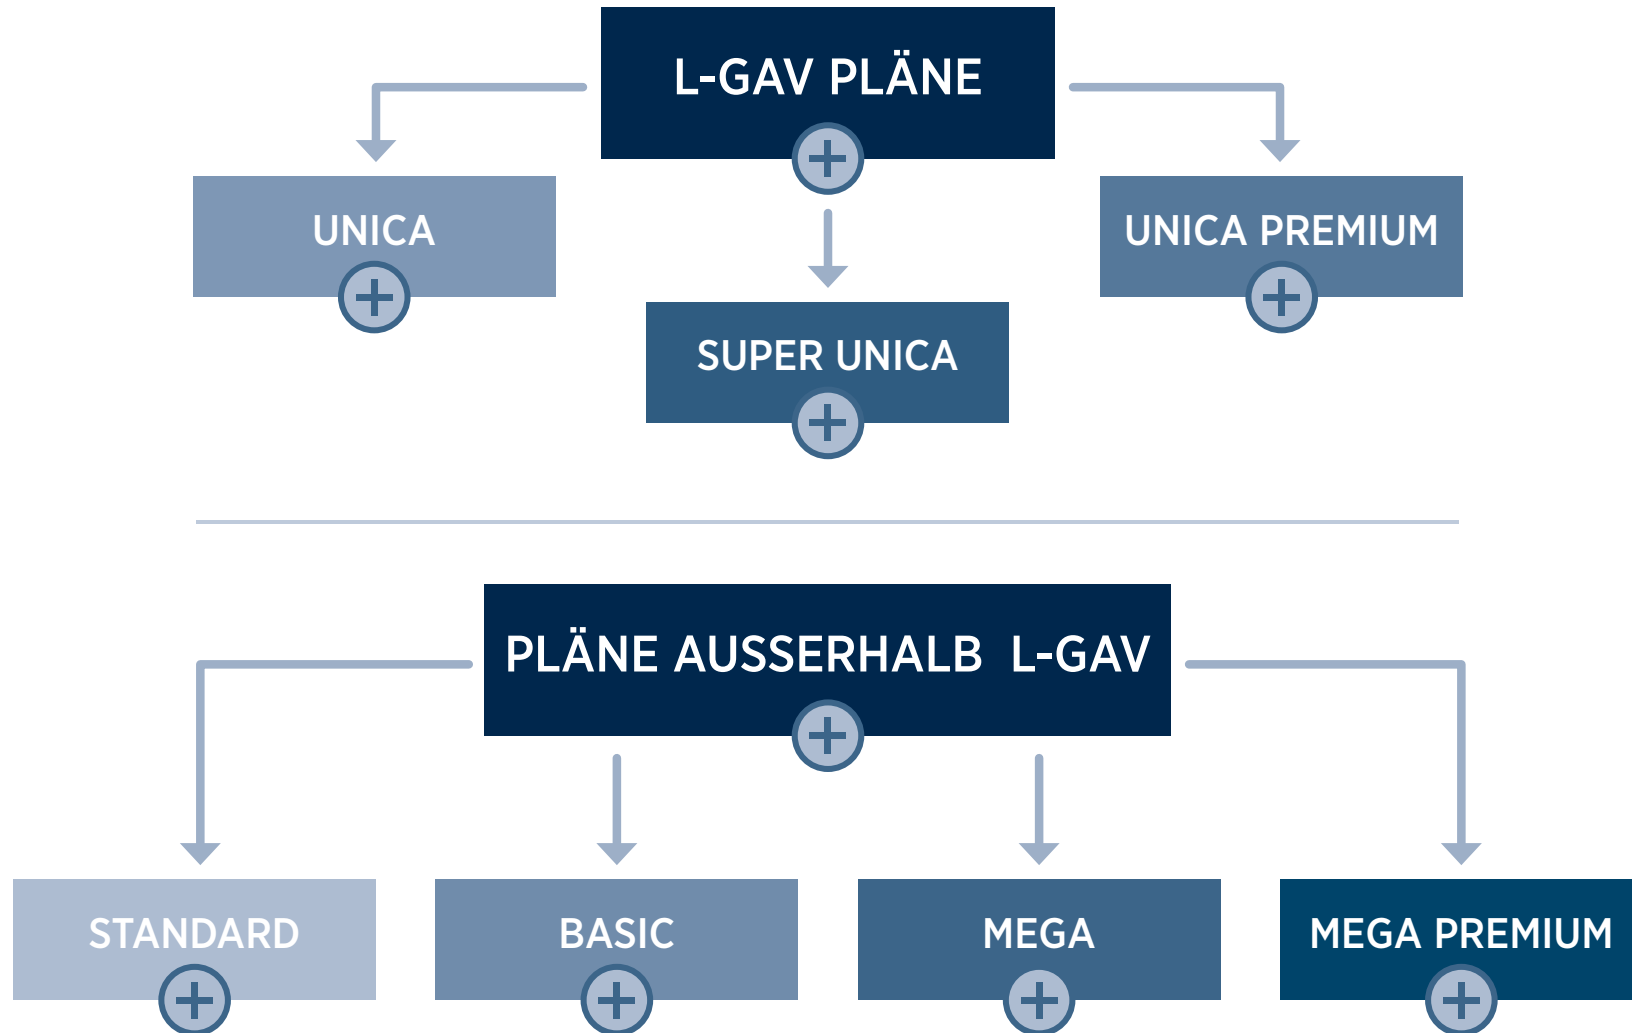 L-GAV PLÄNE
UNICA
UNICA PREMIUM
SUPER UNICA
PLÄNE AUSSERHALB L-GAV
STANDARD
BASIC
MEGA
MEGA PREMIUM